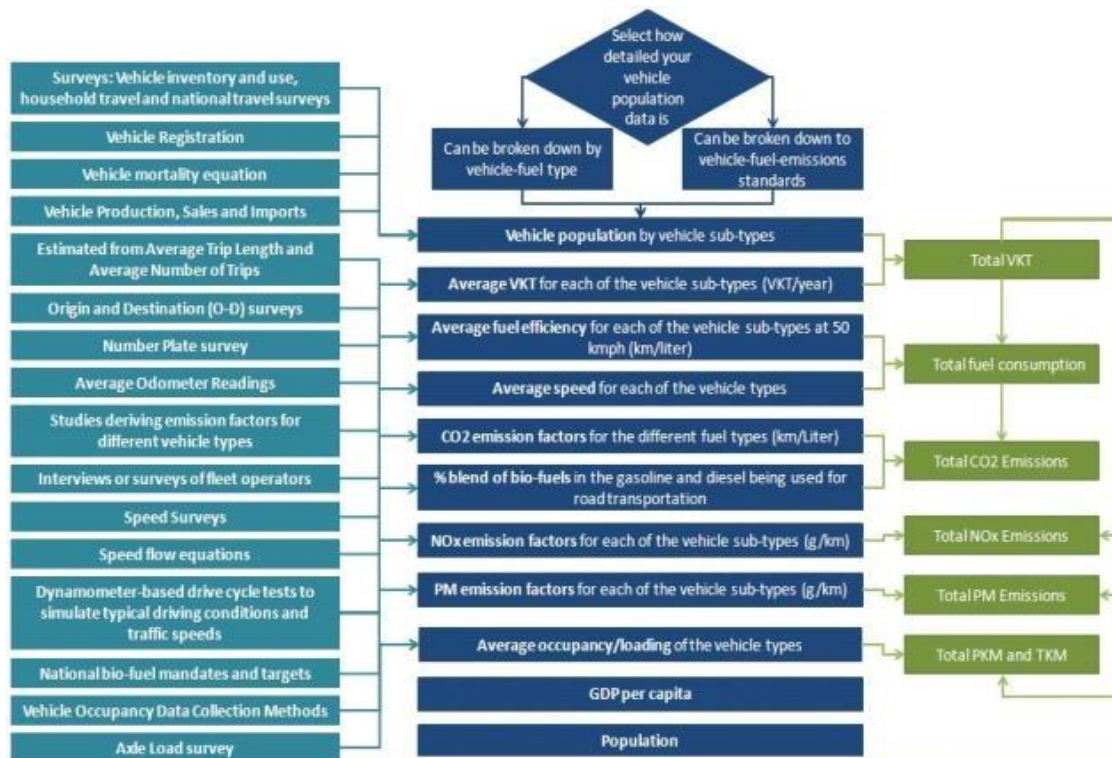 Select how
detailed your
vehicle
population
data is
Surveys: Vehicle inventory and use,
household travel and national travel surveys
Vehicle Registration
Vehicle mortality equation
Vehicle Production, Sales and Imports
Estimated from Average Trip Length and
Average Number of Trips
Origin and Destination (O-D) surveys
Number Plate survey
Average Odometer Readings
Studies deriving emission factors for
different vehicle types
Interviews or surveys of fleet operators
Speed Surveys
Speed flow equations
Dynamometer-based drive cycle tests to
simulate typical driving conditions and
traffic speeds
National bio-fuel mandates and targets
Vehicle Occupancy Data Collection Methods
Axle Load survey
Can be broken down by
vehicle-fuel type
Can be broken down to
vehicle-fuel-emissions
standards
Vehicle population by vehicle sub-types
Average VKT for each of the vehicle sub-types (VKT/year)
Average fuel efficiency for each of the vehicle sub-types at 50
kmph (km/liter)
Average speed for each of the vehicle types
CO2 emission factors for the different fuel types (km/Liter)
% blend of bio-fuels in the gasoline and diesel being used for
road transportation
NOx emission factors for each of the vehicle sub-types (g/km)
PM emission factors for each of the vehicle sub-types (g/km)
Average occupancy/loading of the vehicle types
GDP per capita
Population
Total VKT
Total fuel consumption
Total CO2 Emissions
Total NOx Emissions
Total PM Emissions
Total PKM and TKM